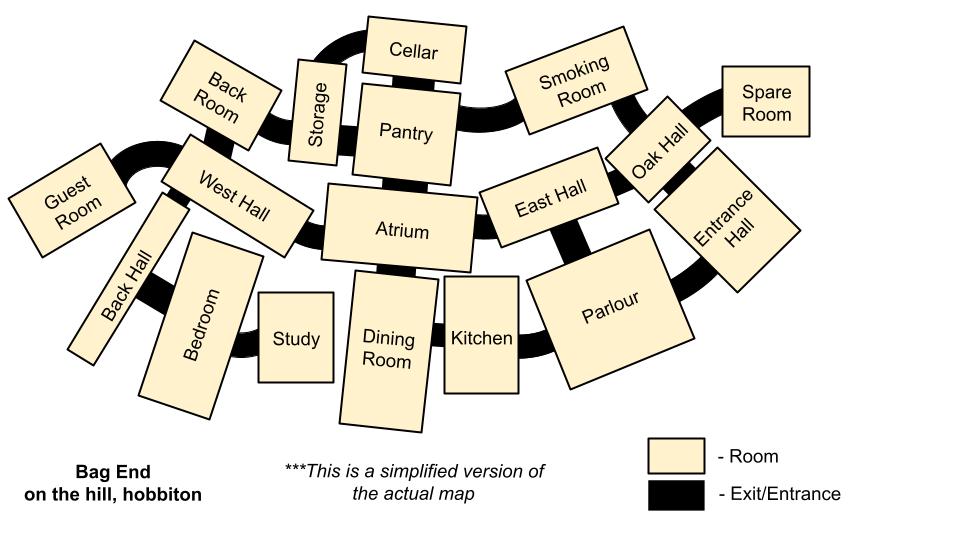 Cellar
Smoking
Room
Back
Room
Storage
Spare
Room
Pantry
Oak Hall
Guest
Room
West Hall
East Hall
Entrance
Hall
Atrium
Back Hall
Bedroom
Study
Dining
Room
Kitchen
Parlour
- Room
- Exit/Entrance
Bag End
on the hill, hobbiton
***This is a simplified version of
the actual map